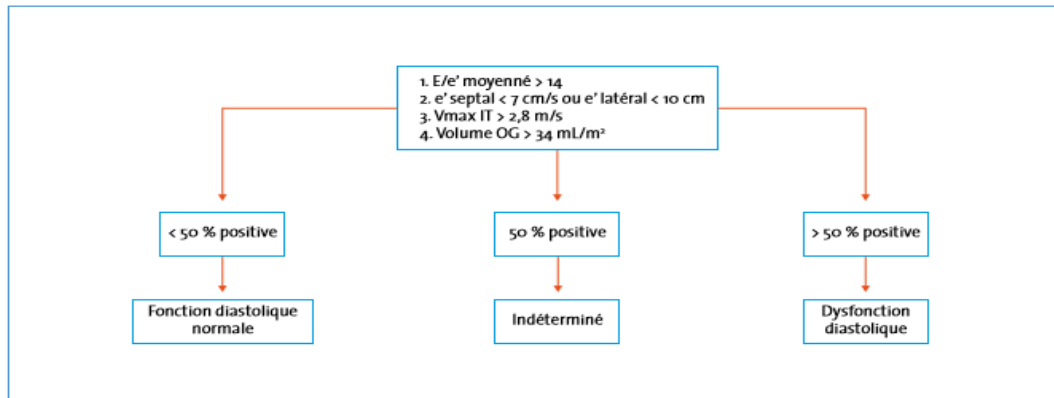 1. E/e' moyenné > 14
2. e' septal < 7 cm/s ou e' latéral < 10 cm
3. Vmax IT > 2,8 m/s
4. Volume OG > 34 mL/m²
< 50 % positive
50 % positive
> 50 % positive
Fonction diastolique
normale
Indéterminé
Dysfonction
diastolique